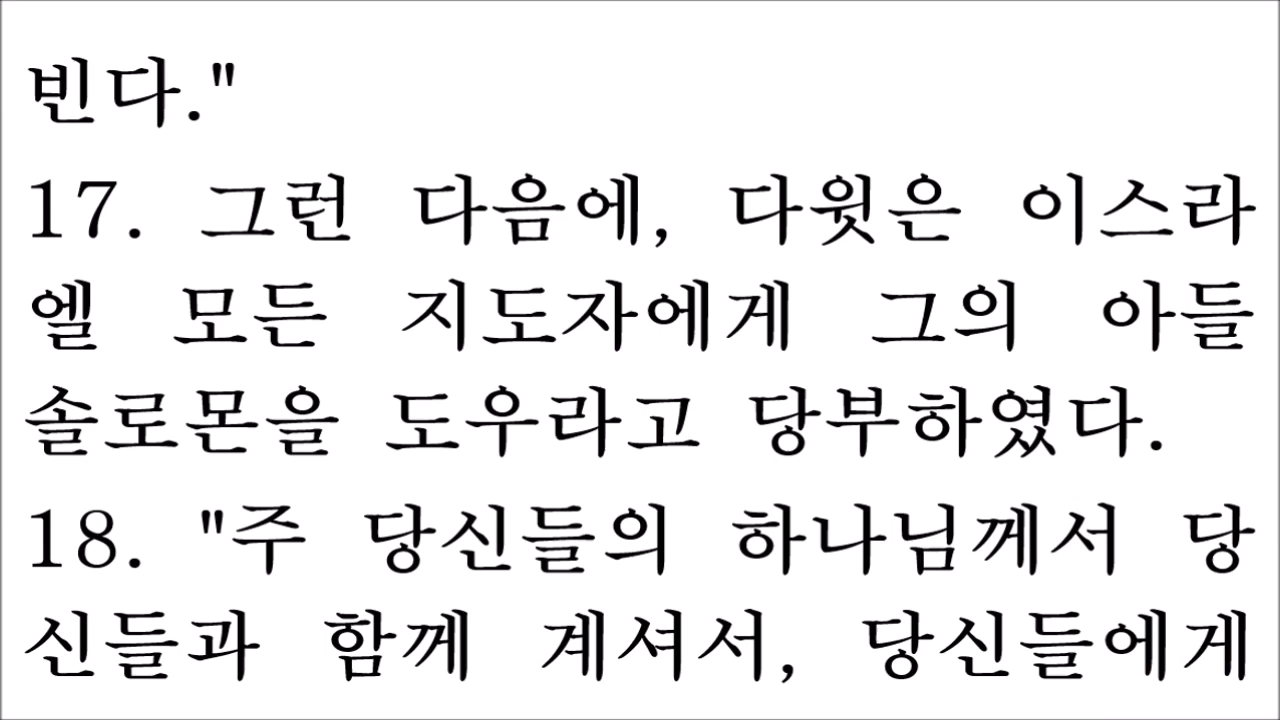 빈다."
17. 그런 다음에, 다윗은 이스라
엘 모든 지도자에게 그의 아들
솔로몬을 도우라고 당부하였다.
18. "주 당신들의 하나님께서 당
신들과 함께 계셔서, 당신들에게